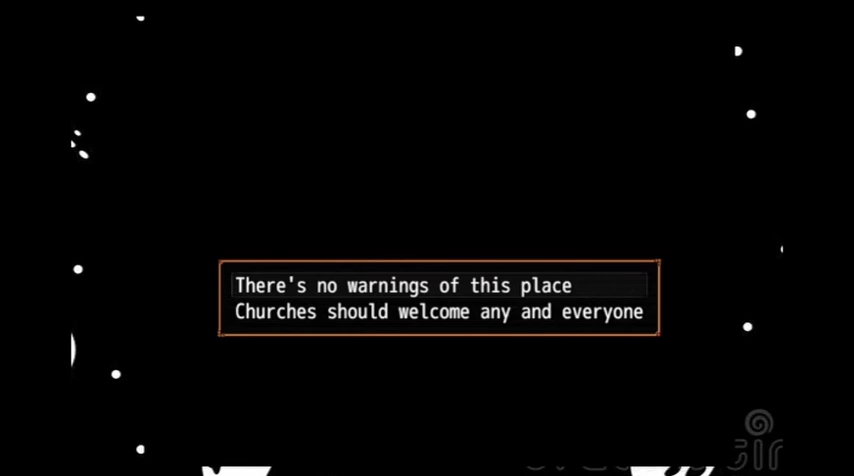 There's no warnings of this place
Churches should welcome any and everyone